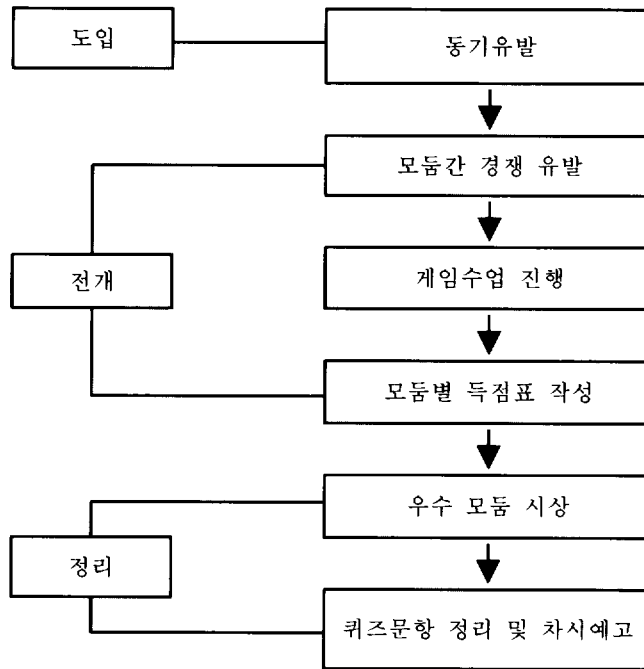 도입
동기유발
모둠간 경쟁 유발
전개
게임수업 진행
모둠별 득점표 작성
우수 모둠 시상
정리
퀴즈문항 정리 및 차시예고